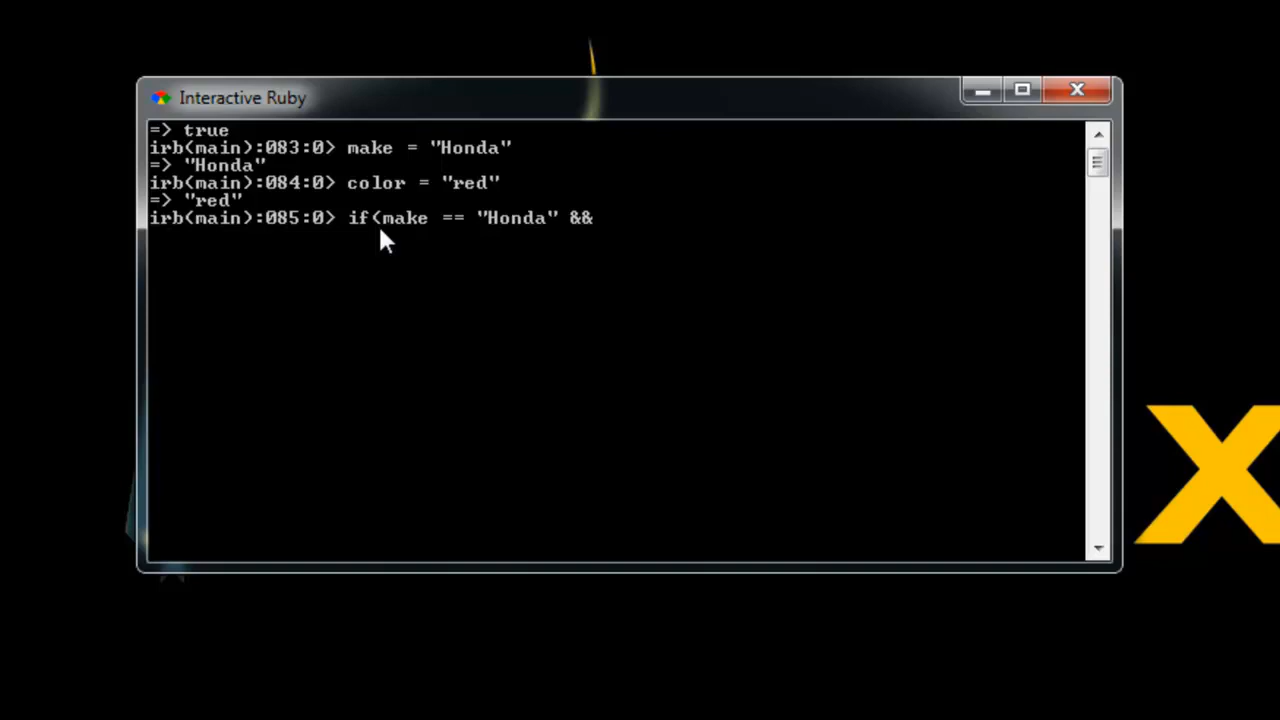 Interactive Ruby
=> true
irb(main):083:0> make = "Honda"
=> "Honda"
irb(main):084:0> color = "red"
=> "red"
irb(main):085:0> if(make == "Honda" &&
X